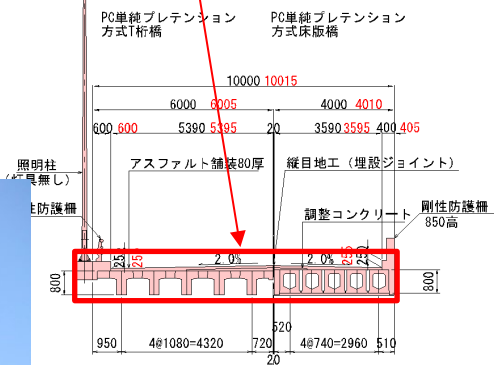 PC単純プレテンション
方式T桁橋
PC単純プレテンション
方式床版橋
10000 10015
6000 6005
4000 4010
600 600
5390 5395
20
3590 3595
400 405
照明柱
(灯具無し)
アスファルト舗装80厚
縦目地工(埋設ジョイント)
性防護柵
調整コンクリート
剛性防護柵
850高
2.0%
2.0%
255
252
800
800
520
950
4@1080=4320
720
4@740=2960
510
20